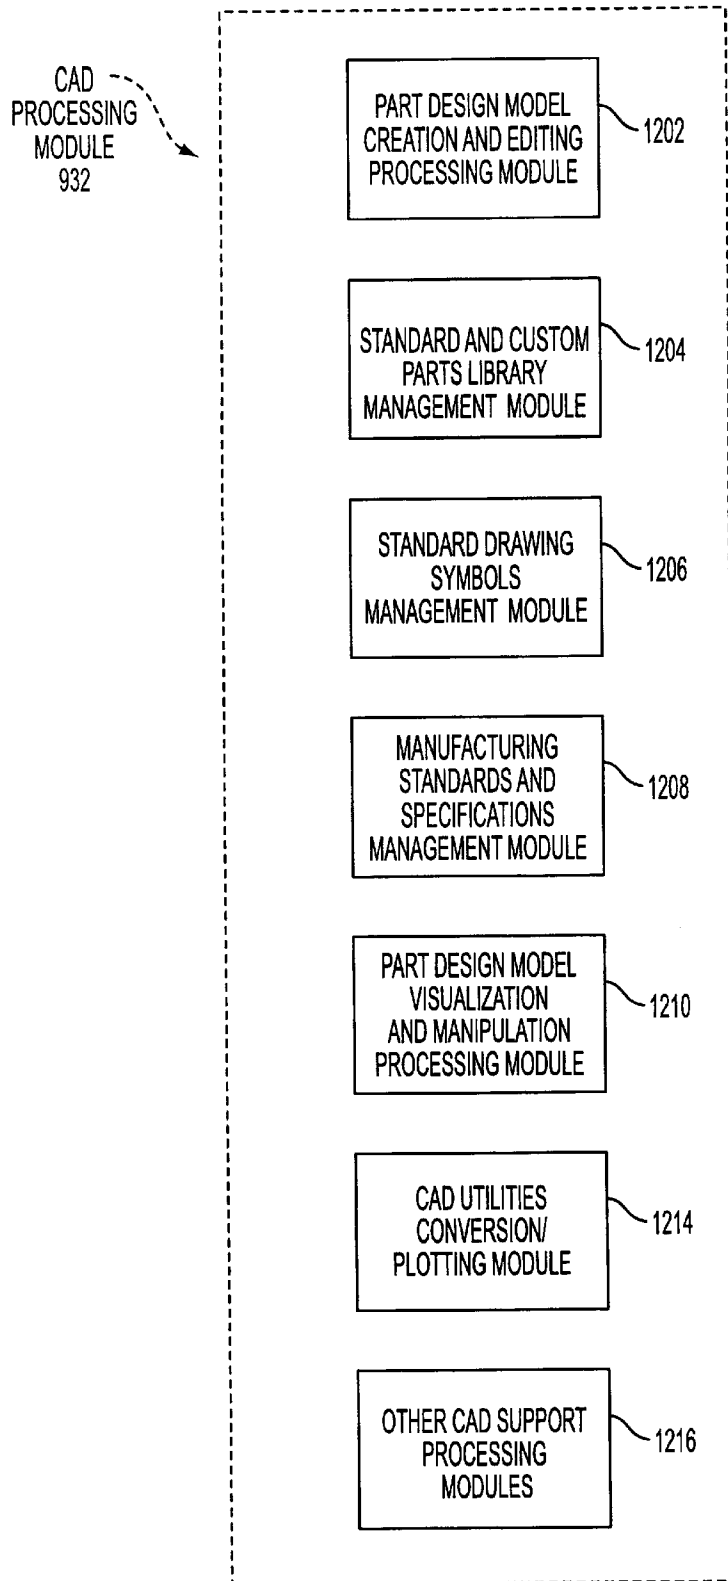 CAD
PROCESSING
MODULE
932
PART DESIGN MODEL
CREATION AND EDITING
PROCESSING MODULE
1202
STANDARD AND CUSTOM
PARTS LIBRARY
MANAGEMENT MODULE
1204
STANDARD DRAWING
SYMBOLS
MANAGEMENT MODULE
1206
MANUFACTURING
STANDARDS AND
SPECIFICATIONS
MANAGEMENT MODULE
1208
PART DESIGN MODEL
VISUALIZATION
AND MANIPULATION
PROCESSING MODULE
1210
CAD UTILITIES
CONVERSION/
PLOTTING MODULE
1214
OTHER CAD SUPPORT
PROCESSING
MODULES
1216